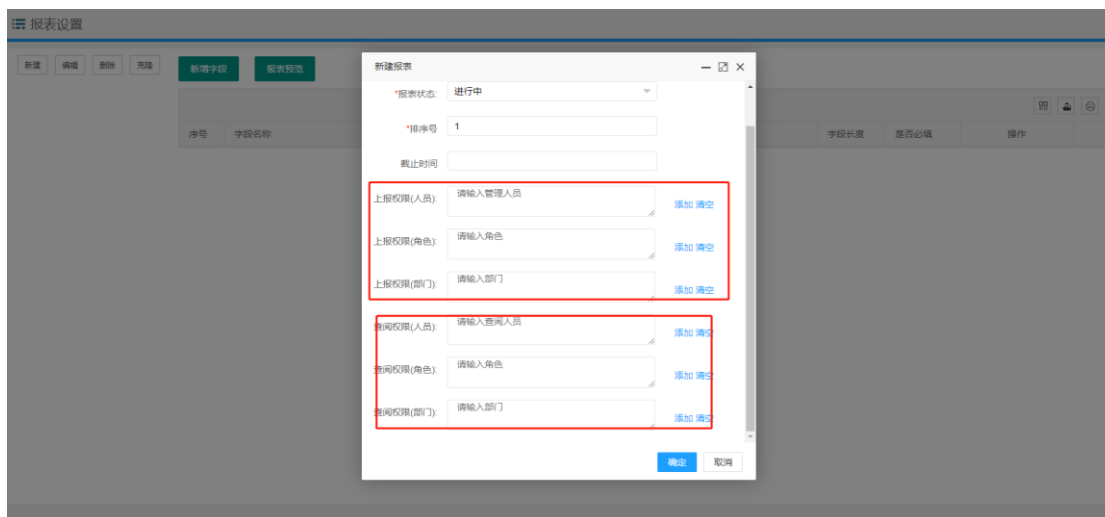 报表设置
新建 编辑 删除 克隆 新增字段 报表预览
新建报表
*报表状态: 进行中
*排序号 1
截止时间
上报权限(人员): 请输入管理人员 添加 清空
上报权限(角色): 请输入角色 添加 清空
上报权限(部门): 请输入部门 添加 清空
查阅权限(人员): 请输入查阅人员 添加 清空
查阅权限(角色): 请输入角色 添加 清空
查阅权限(部门): 请输入部门 添加 清空
确定 取消
序号 字段名称 字段长度 是否必填 操作